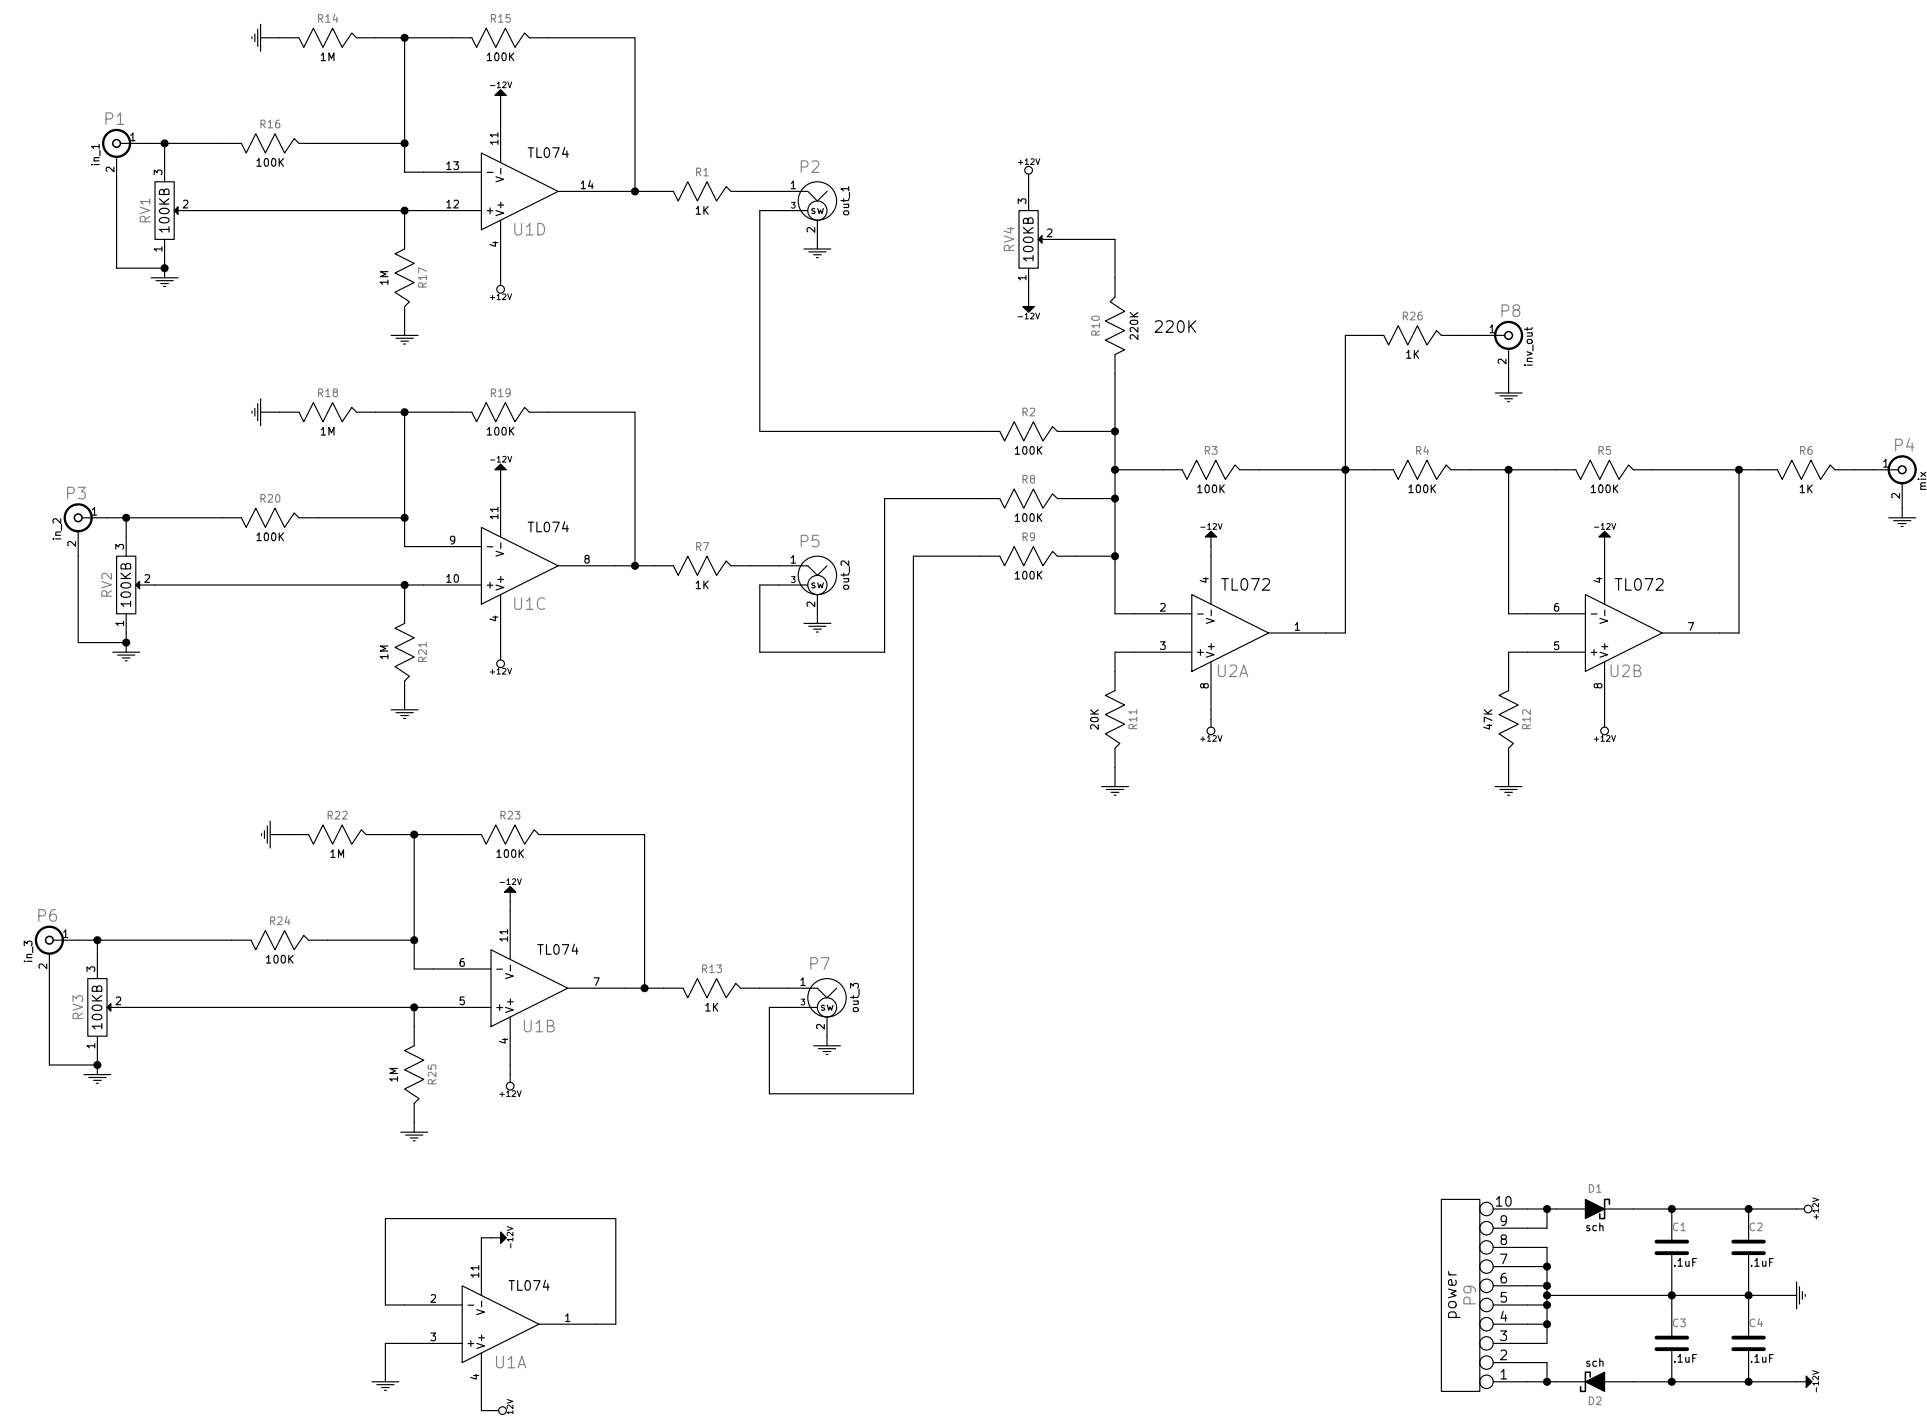 R14
1M
R15
100K
-12V
11
P1
1
in_1
2
R16
100K
3
RV1
100KB
2
1
13
12
- V-
+ V+
TL074
U1D
14
4
+12V
1M
R17
R1
1K
P2
1
3
SW
2
out_1
+12V
3
RV4
100KB
2
1
-12V
R10
220K
220K
R18
1M
R19
100K
-12V
11
P3
1
in_2
2
R20
100K
3
RV2
100KB
2
1
9
10
- V-
+ V+
TL074
U1C
8
4
+12V
1M
R21
R7
1K
P5
1
3
SW
2
out_2
R2
100K
R8
100K
R9
100K
R3
100K
R26
1K
P8
1
2
inv_out
R4
100K
R5
100K
R6
1K
P4
1
2
mix
-12V
4
TL072
2
3
- V-
+ V+
U2A
1
8
+12V
20K
R11
-12V
4
TL072
6
5
- V-
+ V+
U2B
7
8
+12V
47K
R12
R22
1M
R23
100K
-12V
11
P6
1
in_3
2
R24
100K
3
RV3
100KB
2
1
6
5
- V-
+ V+
TL074
U1B
7
4
+12V
1M
R25
R13
1K
P7
1
3
SW
2
out_3
-12V
11
TL074
2
3
- V-
+ V+
U1A
1
4
12V
power
P9
10
9
8
7
6
5
4
3
2
1
D1
sch
C1
.1uF
C2
.1uF
+12V
C3
.1uF
C4
.1uF
sch
D2
-12V